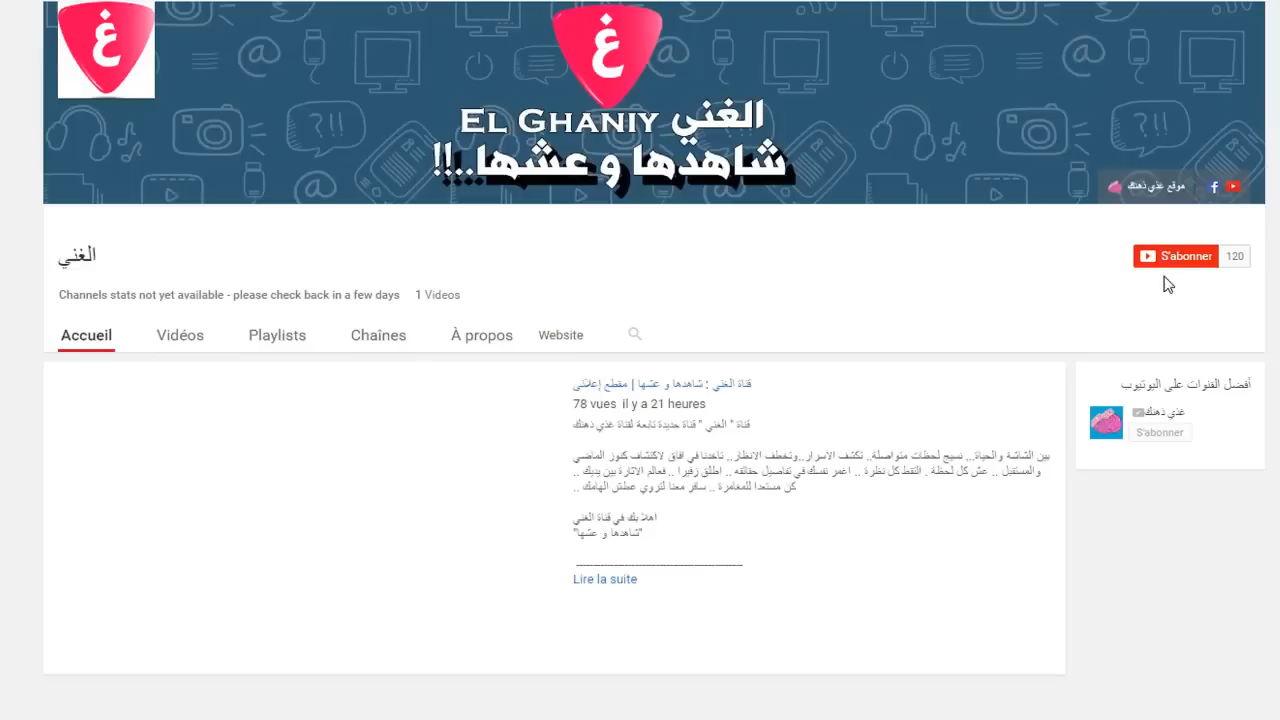 غ
غ
EL GHANIY الغني
شاهدها و عشها..!!
موقع غذي ذهنك
الغني
S'abonner 120
Channels stats not yet available - please check back in a few days 1 Videos
Accueil Vidéos Playlists Chaînes À propos Website
قناة الغني : شاهدها و عشها | مقطع إعلاني
78 vues il y a 21 heures
قناة " الغني " قناة جديدة تابعة لقناة غذي ذهنك
بين الشاشة والحياة... نسيج لحظات متواصلة.. تكشف الاسرار..وتخطف الانظار.. تاخدنا في افاق لاكتشاف كنوز الماضي
والمستقبل .. عش كل لحظة . التقط كل نظرة .. اغمر نفسك في تفاصيل حقائقه .. اطلق زفيرا .. فعالم الاثارة بين يديك ..
كن مستعدا للمغامرة .. سافر معنا لتروي عطش إلهامك ..
اهلا بك في قناة الغني
"شاهدها و عشها"
Lire la suite
أفضل القنوات على اليوتيوب
غذي ذهنك
S'abonner